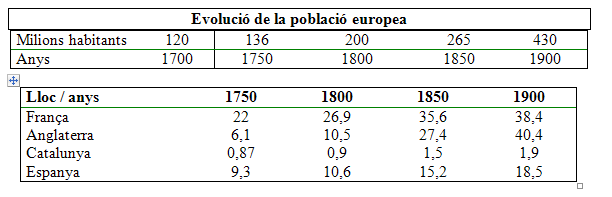 Evolució de la població europea
Milions habitants 120 136 200 265 430
Anys 1700 1750 1800 1850 1900
Lloc / anys 1750 1800 1850 1900
França 22 26,9 35,6 38,4
Anglaterra 6,1 10,5 27,4 40,4
Catalunya 0,87 0,9 1,5 1,9
Espanya 9,3 10,6 15,2 18,5